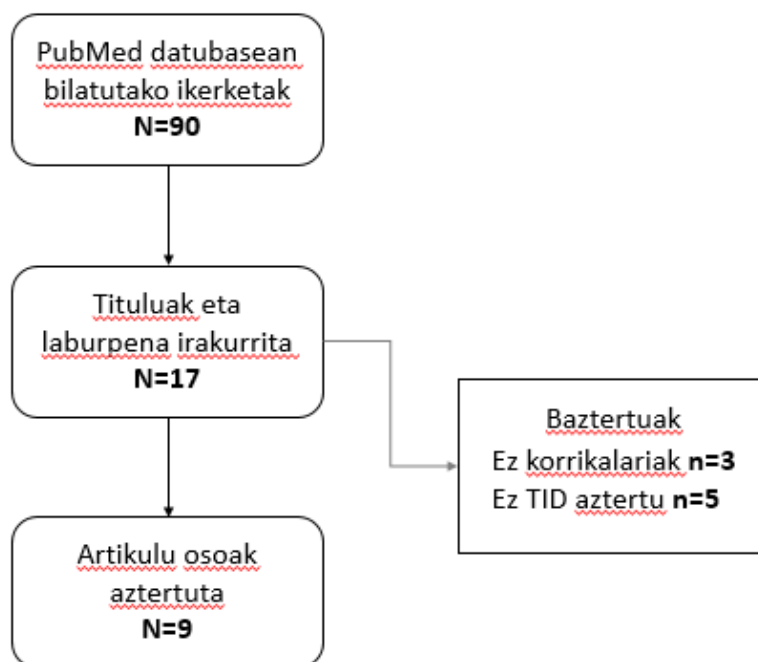 PubMed datubasean
bilatutako ikerketak
N=90
Tituluak eta
laburpena irakurrita
N=17
Baztertuak
Ez korrikalariak n=3
Ez TID aztertu n=5
Artikulu osoak
aztertuta
N=9